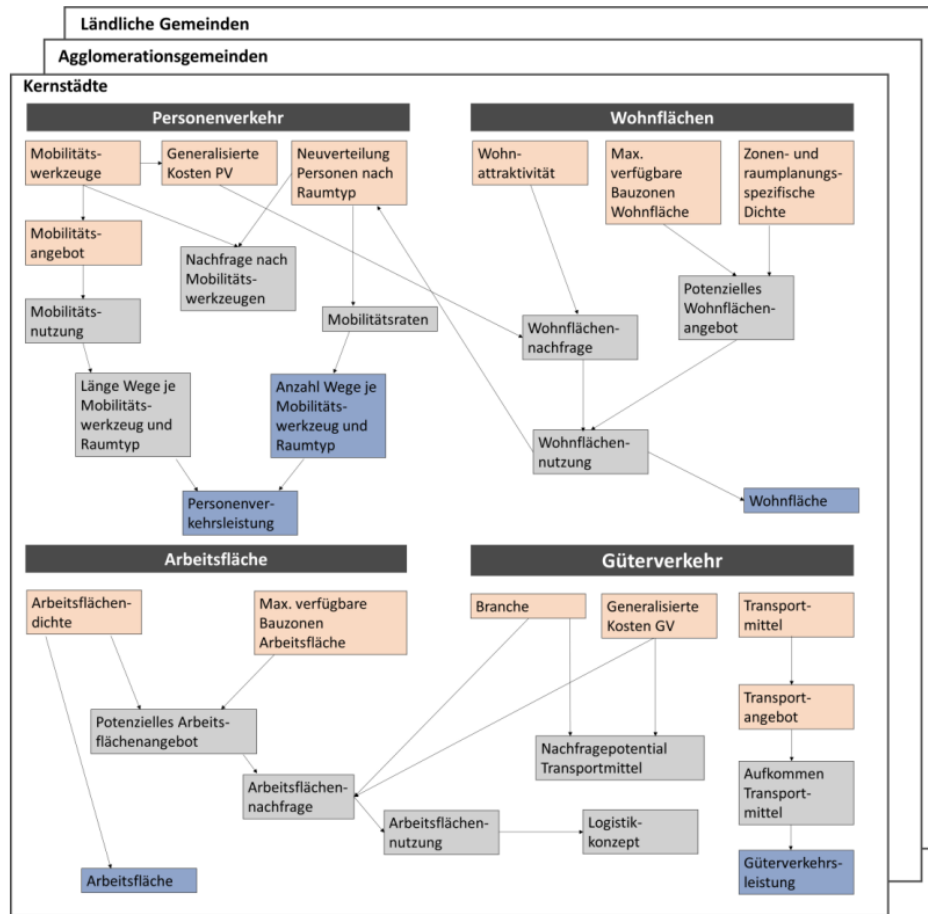 Ländliche Gemeinden
Agglomerationsgemeinden
Kernstädte
Personenverkehr
Mobilitäts-
werkzeuge
Generalisierte
Kosten PV
Neuverteilung
Personen nach
Raumtyp
Mobilitäts-
angebot
Nachfrage nach
Mobilitäts-
werkzeugen
Mobilitäts-
nutzung
Mobilitätsraten
Länge Wege je
Mobilitäts-
werkzeug und
Raumtyp
Anzahl Wege je
Mobilitäts-
werkzeug und
Raumtyp
Personenver-
kehrsleistung
Wohnflächen
Wohn-
attraktivität
Max.
verfügbare
Bauzonen
Wohnfläche
Zonen- und
raumplanungs-
spezifische
Dichte
Potenzielles
Wohnflächen-
angebot
Wohnflächen-
nachfrage
Wohnflächen-
nutzung
Wohnfläche
Arbeitsfläche
Arbeitsflächen-
dichte
Max. verfügbare
Bauzonen
Arbeitsfläche
Potenzielles Arbeits-
flächenangebot
Arbeitsflächen-
nachfrage
Arbeitsflächen-
nutzung
Logistik-
konzept
Arbeitsfläche
Güterverkehr
Branche
Generalisierte
Kosten GV
Transport-
mittel
Transport-
angebot
Nachfragepotential
Transportmittel
Aufkommen
Transport-
mittel
Güterverkehrs-
leistung